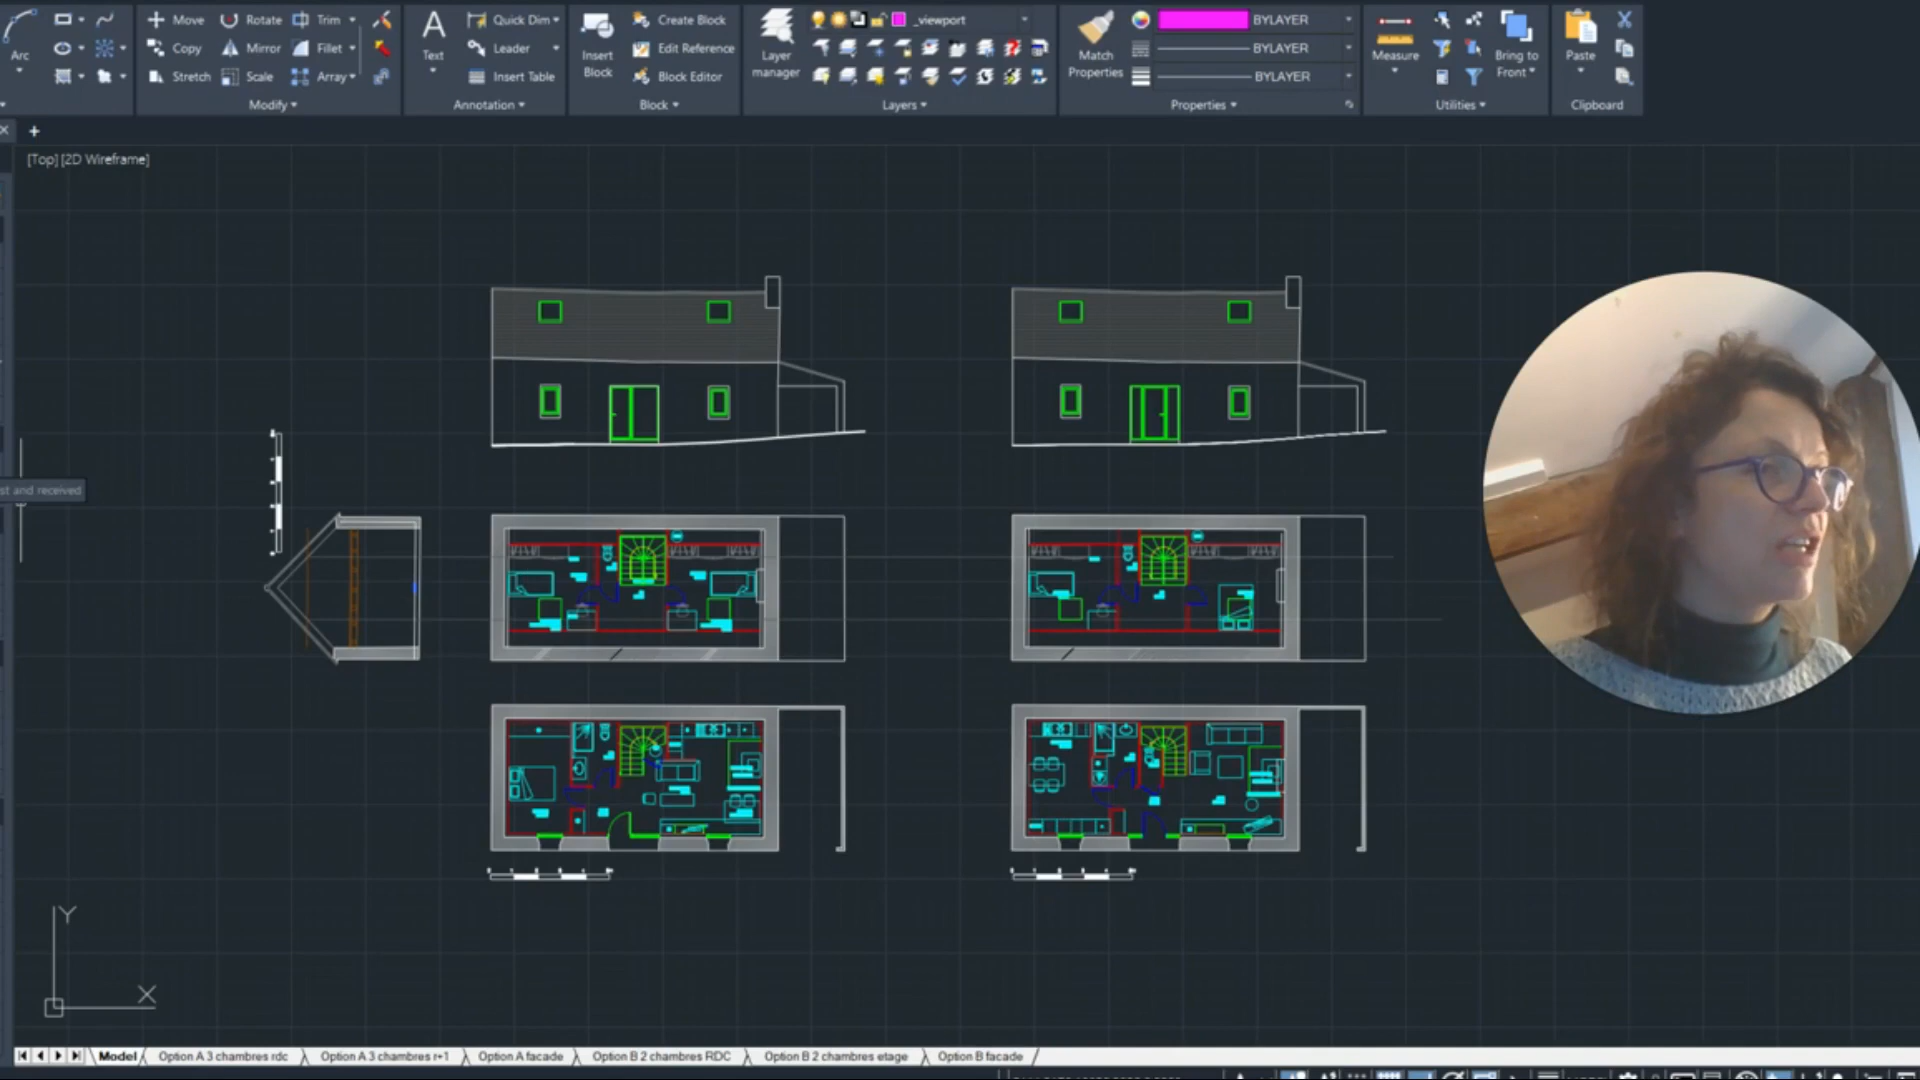 Arc
Move
Rotate
Trim
Copy
Mirror
Fillet
Stretch
Scale
Array
Modify
Text
Quick Dim
Leader
Insert Table
Annotation
Insert
Block
Create Block
Edit Reference
Block Editor
Block
Layer
manager
_viewport
Layers
Match
Properties
BYLAYER
BYLAYER
BYLAYER
Properties
Measure
Bring to
Front
Utilities
Paste
Clipboard
[Top] [2D Wireframe]
st and received
Y
X
Model
Option A 3 chambres rdc
Option A 3 chambres r+1
Option A facade
Option B 2 chambres RDC
Option B 2 chambres etage
Option B facade